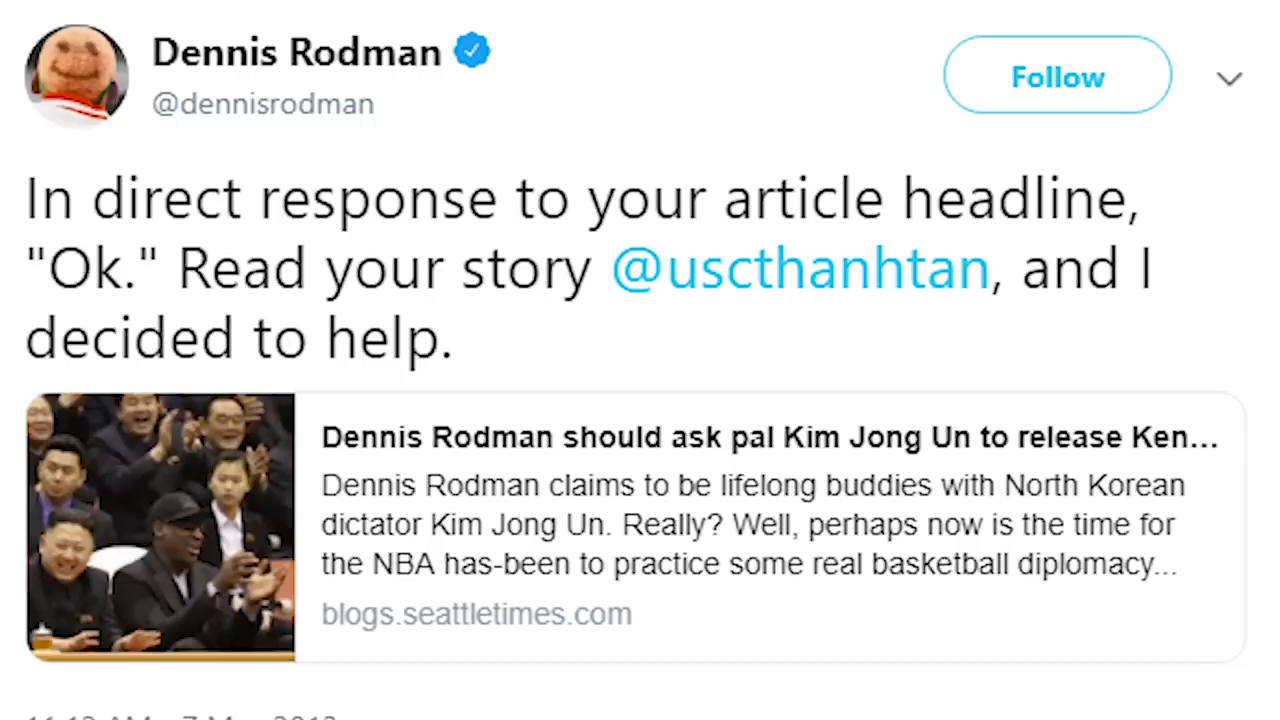 Dennis Rodman
@dennisrodman
Follow
In direct response to your article headline,
"Ok." Read your story @uscthanhtan, and I
decided to help.
Dennis Rodman should ask pal Kim Jong Un to release Ken...
Dennis Rodman claims to be lifelong buddies with North Korean
dictator Kim Jong Un. Really? Well, perhaps now is the time for
the NBA has-been to practice some real basketball diplomacy...
blogs.seattletimes.com